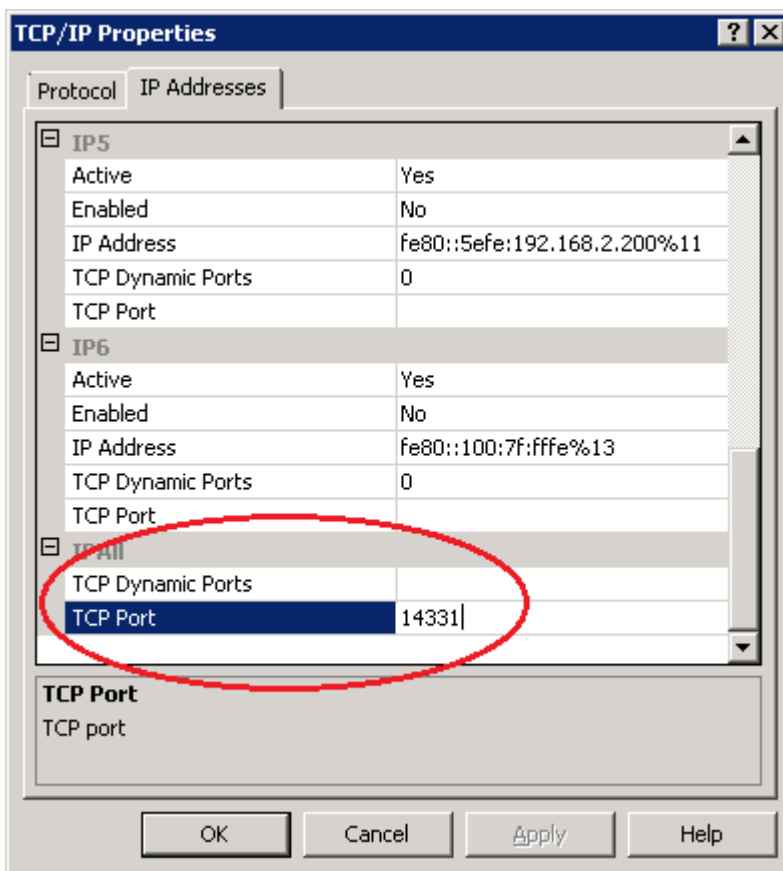 TCP/IP Properties
Protocol IP Addresses
IP5
Active Yes
Enabled No
IP Address fe80::5efe:192.168.2.200%11
TCP Dynamic Ports 0
TCP Port
IP6
Active Yes
Enabled No
IP Address fe80::100:7f:fffe%13
TCP Dynamic Ports 0
TCP Port
IPAll
TCP Dynamic Ports
TCP Port 14331
TCP Port
TCP port
OK Cancel Apply Help